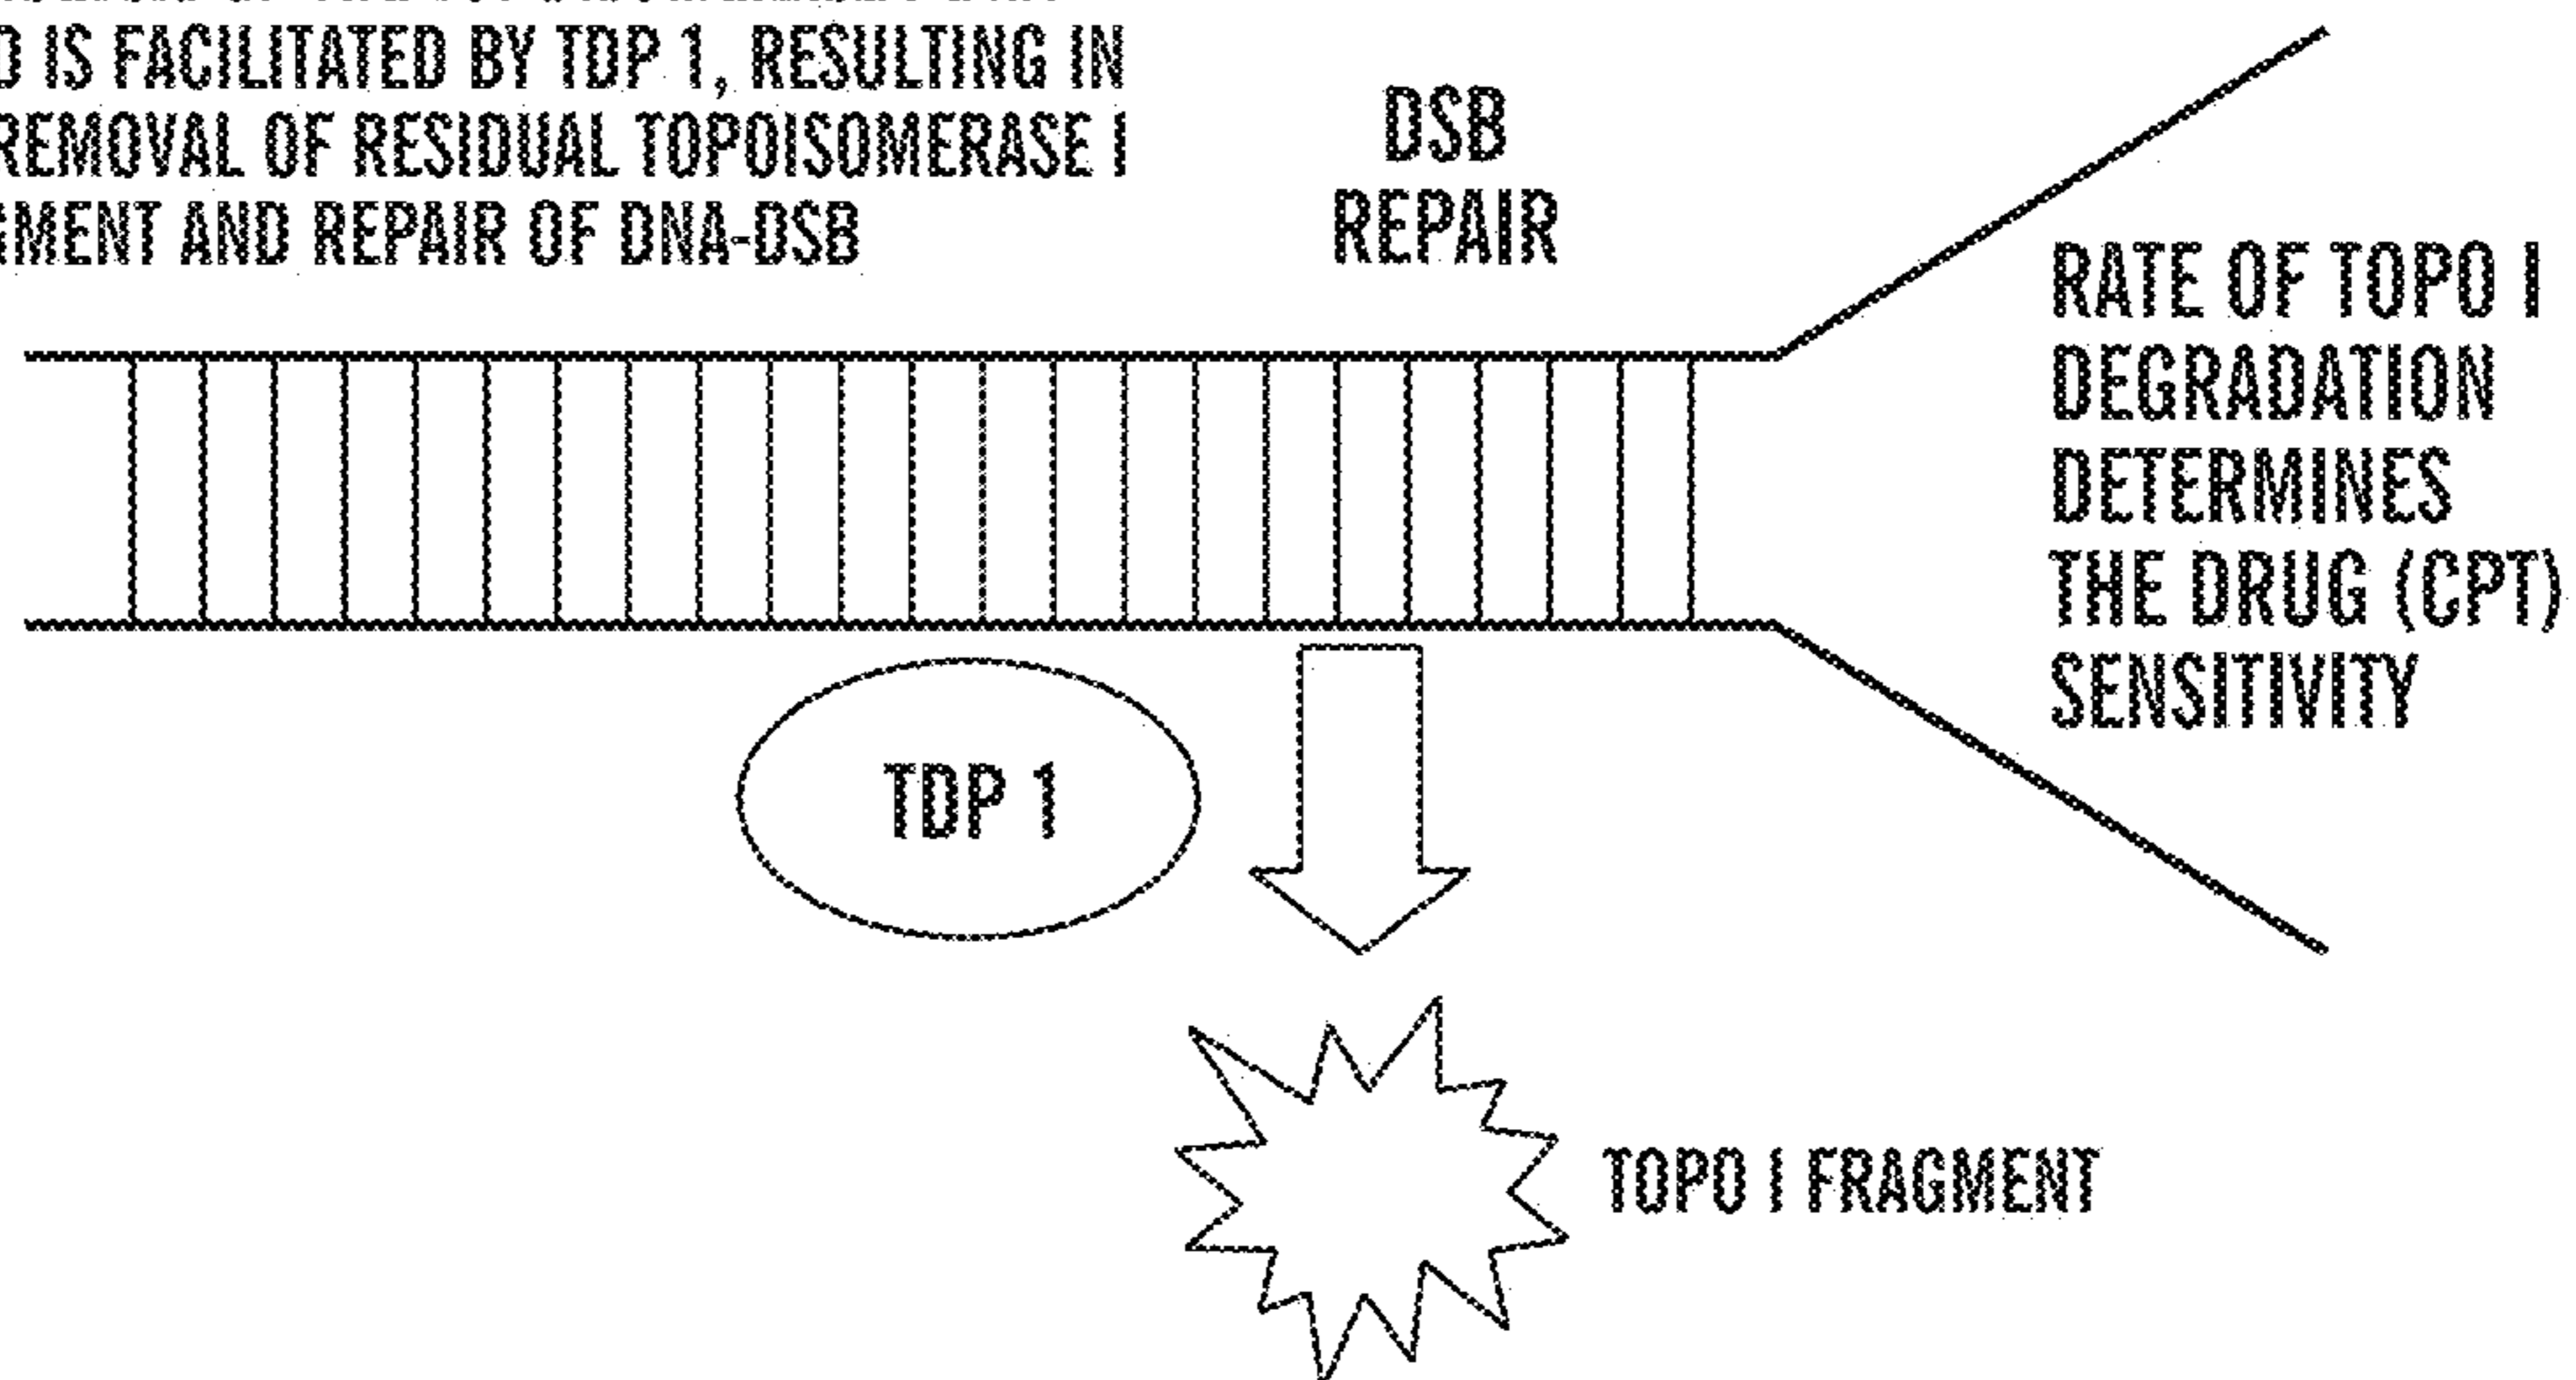 IS FACILITATED BY TDP 1, RESULTING IN
REMOVAL OF RESIDUAL TOPOISOMERASE I
AND REPAIR OF DNA-DSB
DSB
REPAIR
RATE OF TOPO I
DEGRADATION
DETERMINES
THE DRUG (CPT)
SENSITIVITY
TDP 1
TOPO I FRAGMENT